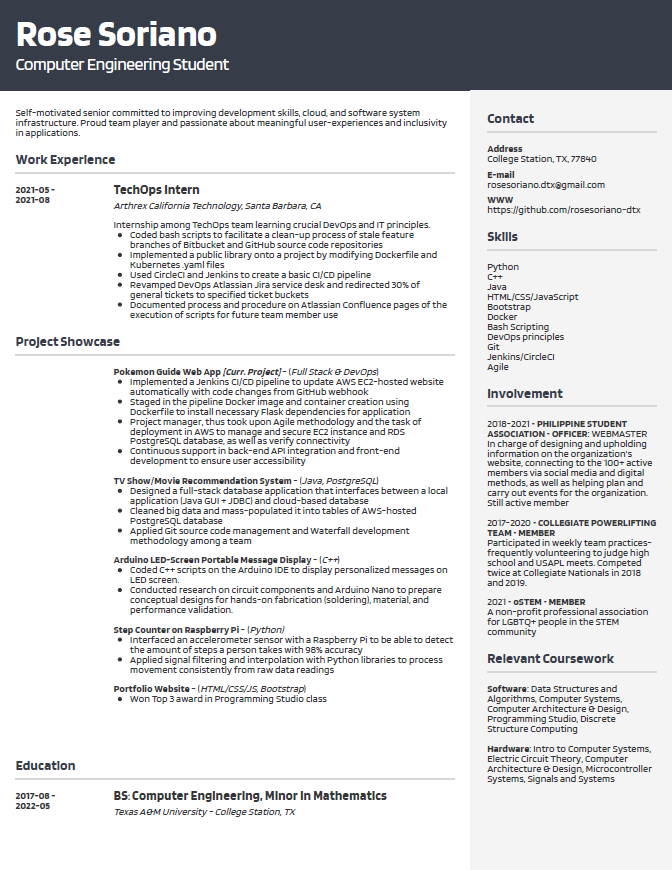 Rose Soriano
Computer Engineering Student
Self-motivated senior committed to improving development skills, cloud, and software system
infrastructure. Proud team player and passionate about meaningful user-experiences and inclusivity
in applications.
Work Experience
2021-05 -
2021-08
TechOps Intern
Arthrex California Technology, Santa Barbara, CA
Internship among TechOps team learning crucial DevOps and IT principles.
• Coded bash scripts to facilitate a clean-up process of stale feature
branches of Bitbucket and GitHub source code repositories
• Implemented a public library onto a project by modifying Dockerfile and
Kubernetes .yaml files
• Used CircleCI and Jenkins to create a basic CI/CD pipeline
• Revamped DevOps Atlassian Jira service desk and redirected 30% of
general tickets to specified ticket buckets
• Documented process and procedure on Atlassian Confluence pages of the
execution of scripts for future team member use
Project Showcase
Pokemon Guide Web App [Curr. Project] - (Full Stack & DevOps)
• Implemented a Jenkins CI/CD pipeline to update AWS EC2-hosted website
automatically with code changes from GitHub webhook
• Staged in the pipeline Docker image and container creation using
Dockerfile to install necessary Flask dependencies for application
• Project manager, thus took upon Agile methodology and the task of
deployment in AWS to manage and secure EC2 instance and RDS
PostgreSQL database, as well as verify connectivity
• Continuous support in back-end API integration and front-end
development to ensure user accessibility
TV Show/Movie Recommendation System - (Java, PostgreSQL)
• Designed a full-stack database application that interfaces between a local
application (Java GUI + JDBC) and cloud-based database
• Cleaned big data and mass-populated it into tables of AWS-hosted
PostgreSQL database
• Applied Git source code management and Waterfall development
methodology among a team
Arduino LED-Screen Portable Message Display - (C++)
• Coded C++ scripts on the Arduino IDE to display personalized messages on
LED screen.
• Conducted research on circuit components and Arduino Nano to prepare
conceptual designs for hands-on fabrication (soldering), material, and
performance validation.
Step Counter on Raspberry Pi - (Python)
• Interfaced an accelerometer sensor with a Raspberry Pi to be able to detect
the amount of steps a person takes with 98% accuracy
• Applied signal filtering and interpolation with Python libraries to process
movement consistently from raw data readings
Portfolio Website - (HTML/CSS/JS, Bootstrap)
• Won Top 3 award in Programming Studio class
Education
2017-08 -
2022-05
BS: Computer Engineering, Minor in Mathematics
Texas A&M University - College Station, TX
Contact
Address
College Station, TX, 77840
E-mail
rosesoriano.dtx@gmail.com
WWW
https://github.com/rosesoriano-dtx
Skills
Python
C++
Java
HTML/CSS/JavaScript
Bootstrap
Docker
Bash Scripting
DevOps principles
Git
Jenkins/CircleCI
Agile
Involvement
2018-2021 - PHILIPPINE STUDENT
ASSOCIATION - OFFICER: WEBMASTER
In charge of designing and upholding
information on the organization's
website, connecting to the 100+ active
members via social media and digital
methods, as well as helping plan and
carry out events for the organization.
Still active member
2017-2020 - COLLEGIATE POWERLIFTING
TEAM - MEMBER
Participated in weekly team practices-
frequently volunteering to judge high
school and USAPL meets. Competed
twice at Collegiate Nationals in 2018
and 2019.
2021 - oSTEM - MEMBER
A non-profit professional association
for LGBTQ+ people in the STEM
community
Relevant Coursework
Software: Data Structures and
Algorithms, Computer Systems,
Computer Architecture & Design,
Programming Studio, Discrete
Structure Computing
Hardware: Intro to Computer Systems,
Electric Circuit Theory, Computer
Architecture & Design, Microcontroller
Systems, Signals and Systems